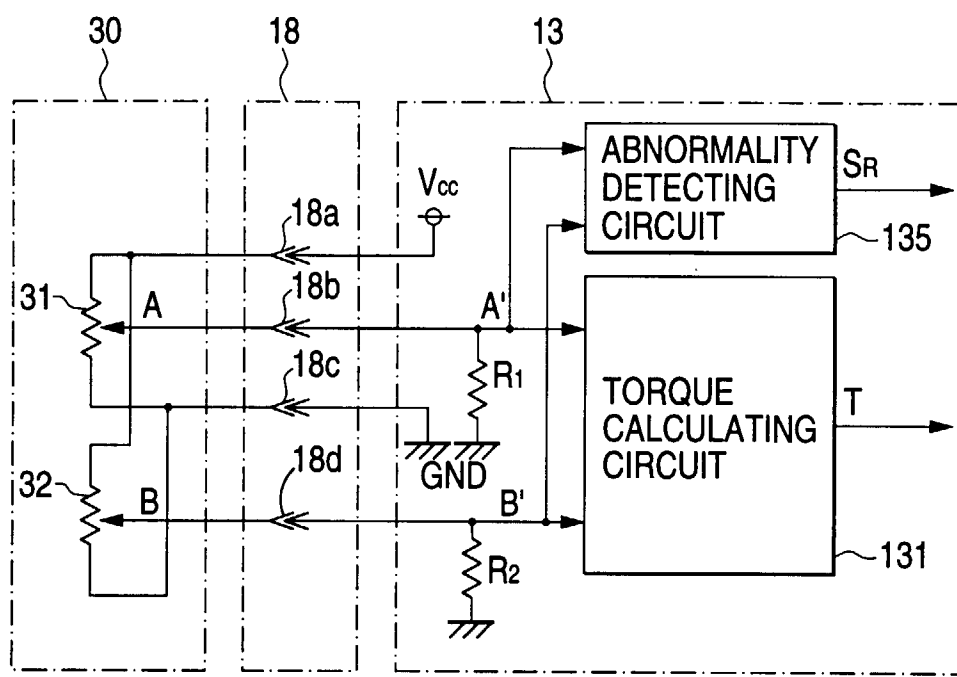 30
18
13
Vcc
18a
31
A
18b
A'
R1
18c
GND
32
B
18d
B'
R2
ABNORMALITY
DETECTING
CIRCUIT
SR
135
TORQUE
CALCULATING
CIRCUIT
T
131